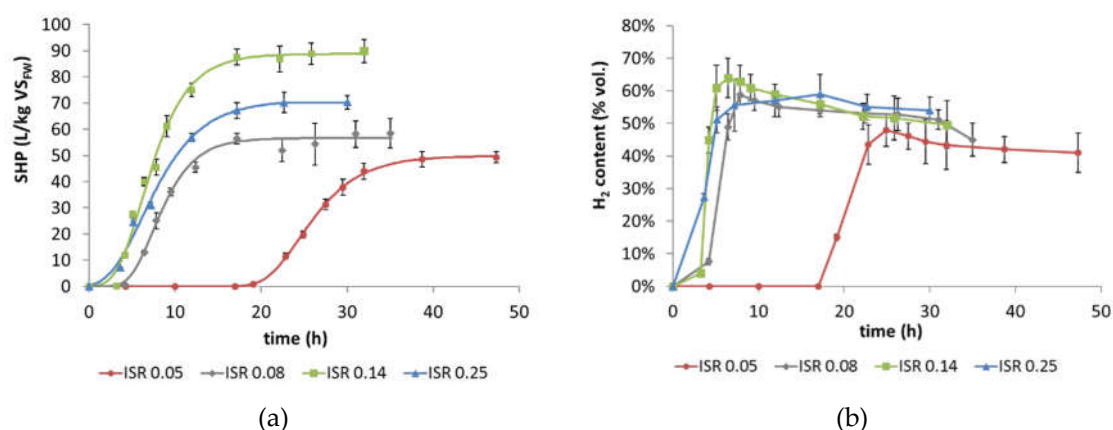 100
90
80
70
60
50
40
30
20
10
0
SHP (L/kg VS_FW)
0 10 20 30 40 50
time (h)
ISR 0.05 ISR 0.08 ISR 0.14 ISR 0.25
(a)
80%
70%
60%
50%
40%
30%
20%
10%
0%
H₂ content (% vol.)
0 10 20 30 40 50
time (h)
ISR 0.05 ISR 0.08 ISR 0.14 ISR 0.25
(b)